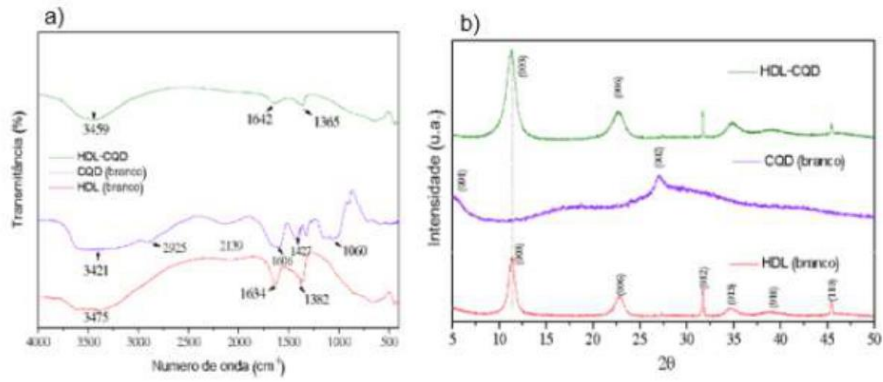 a)
Transmitância (%)
HDL-CQD
CQD (branco)
HDL (branco)
3459
1642
1365
3421
2925
2139
1606
1427
1060
3475
1634
1382
4000 3500 3000 2500 2000 1500 1000 500
Numero de onda (cm⁻¹)
b)
Intensidade (u.a.)
(003)
(006)
HDL-CQD
(001)
(002)
CQD (branco)
(003)
(006)
(012)
(015)
(018)
(110)
HDL (branco)
5 10 15 20 25 30 35 40 45 50
2θ